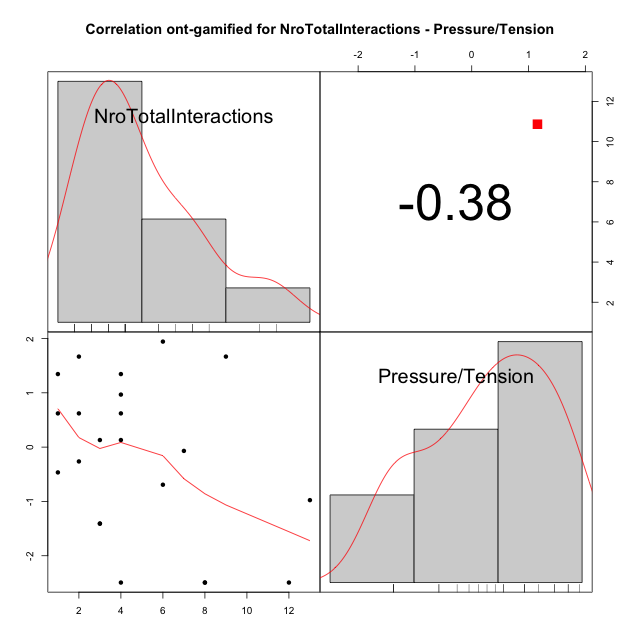 Correlation ont-gamified for NroTotalInteractions - Pressure/Tension
-2 -1 0 1 2
NroTotalInteractions
-0.38
12
10
8
6
4
2
2
1
0
-1
-2
Pressure/Tension
2 4 6 8 10 12